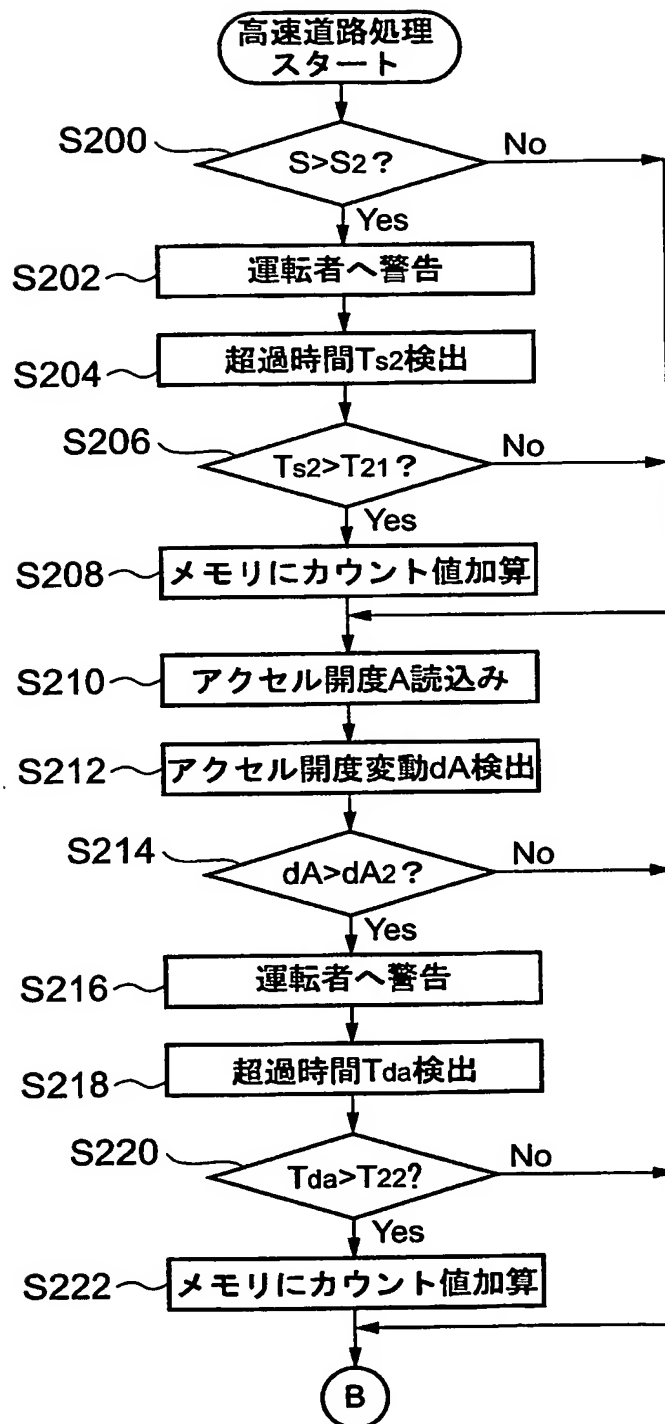 高速道路処理
スタート
S200
S>S2?
No
Yes
S202
運転者へ警告
S204
超過時間Ts2検出
S206
Ts2>T21?
No
Yes
S208
メモリにカウント値加算
S210
アクセル開度A読込み
S212
アクセル開度変動dA検出
S214
dA>dA2?
No
Yes
S216
運転者へ警告
S218
超過時間Tda検出
S220
Tda>T22?
No
Yes
S222
メモリにカウント値加算
B